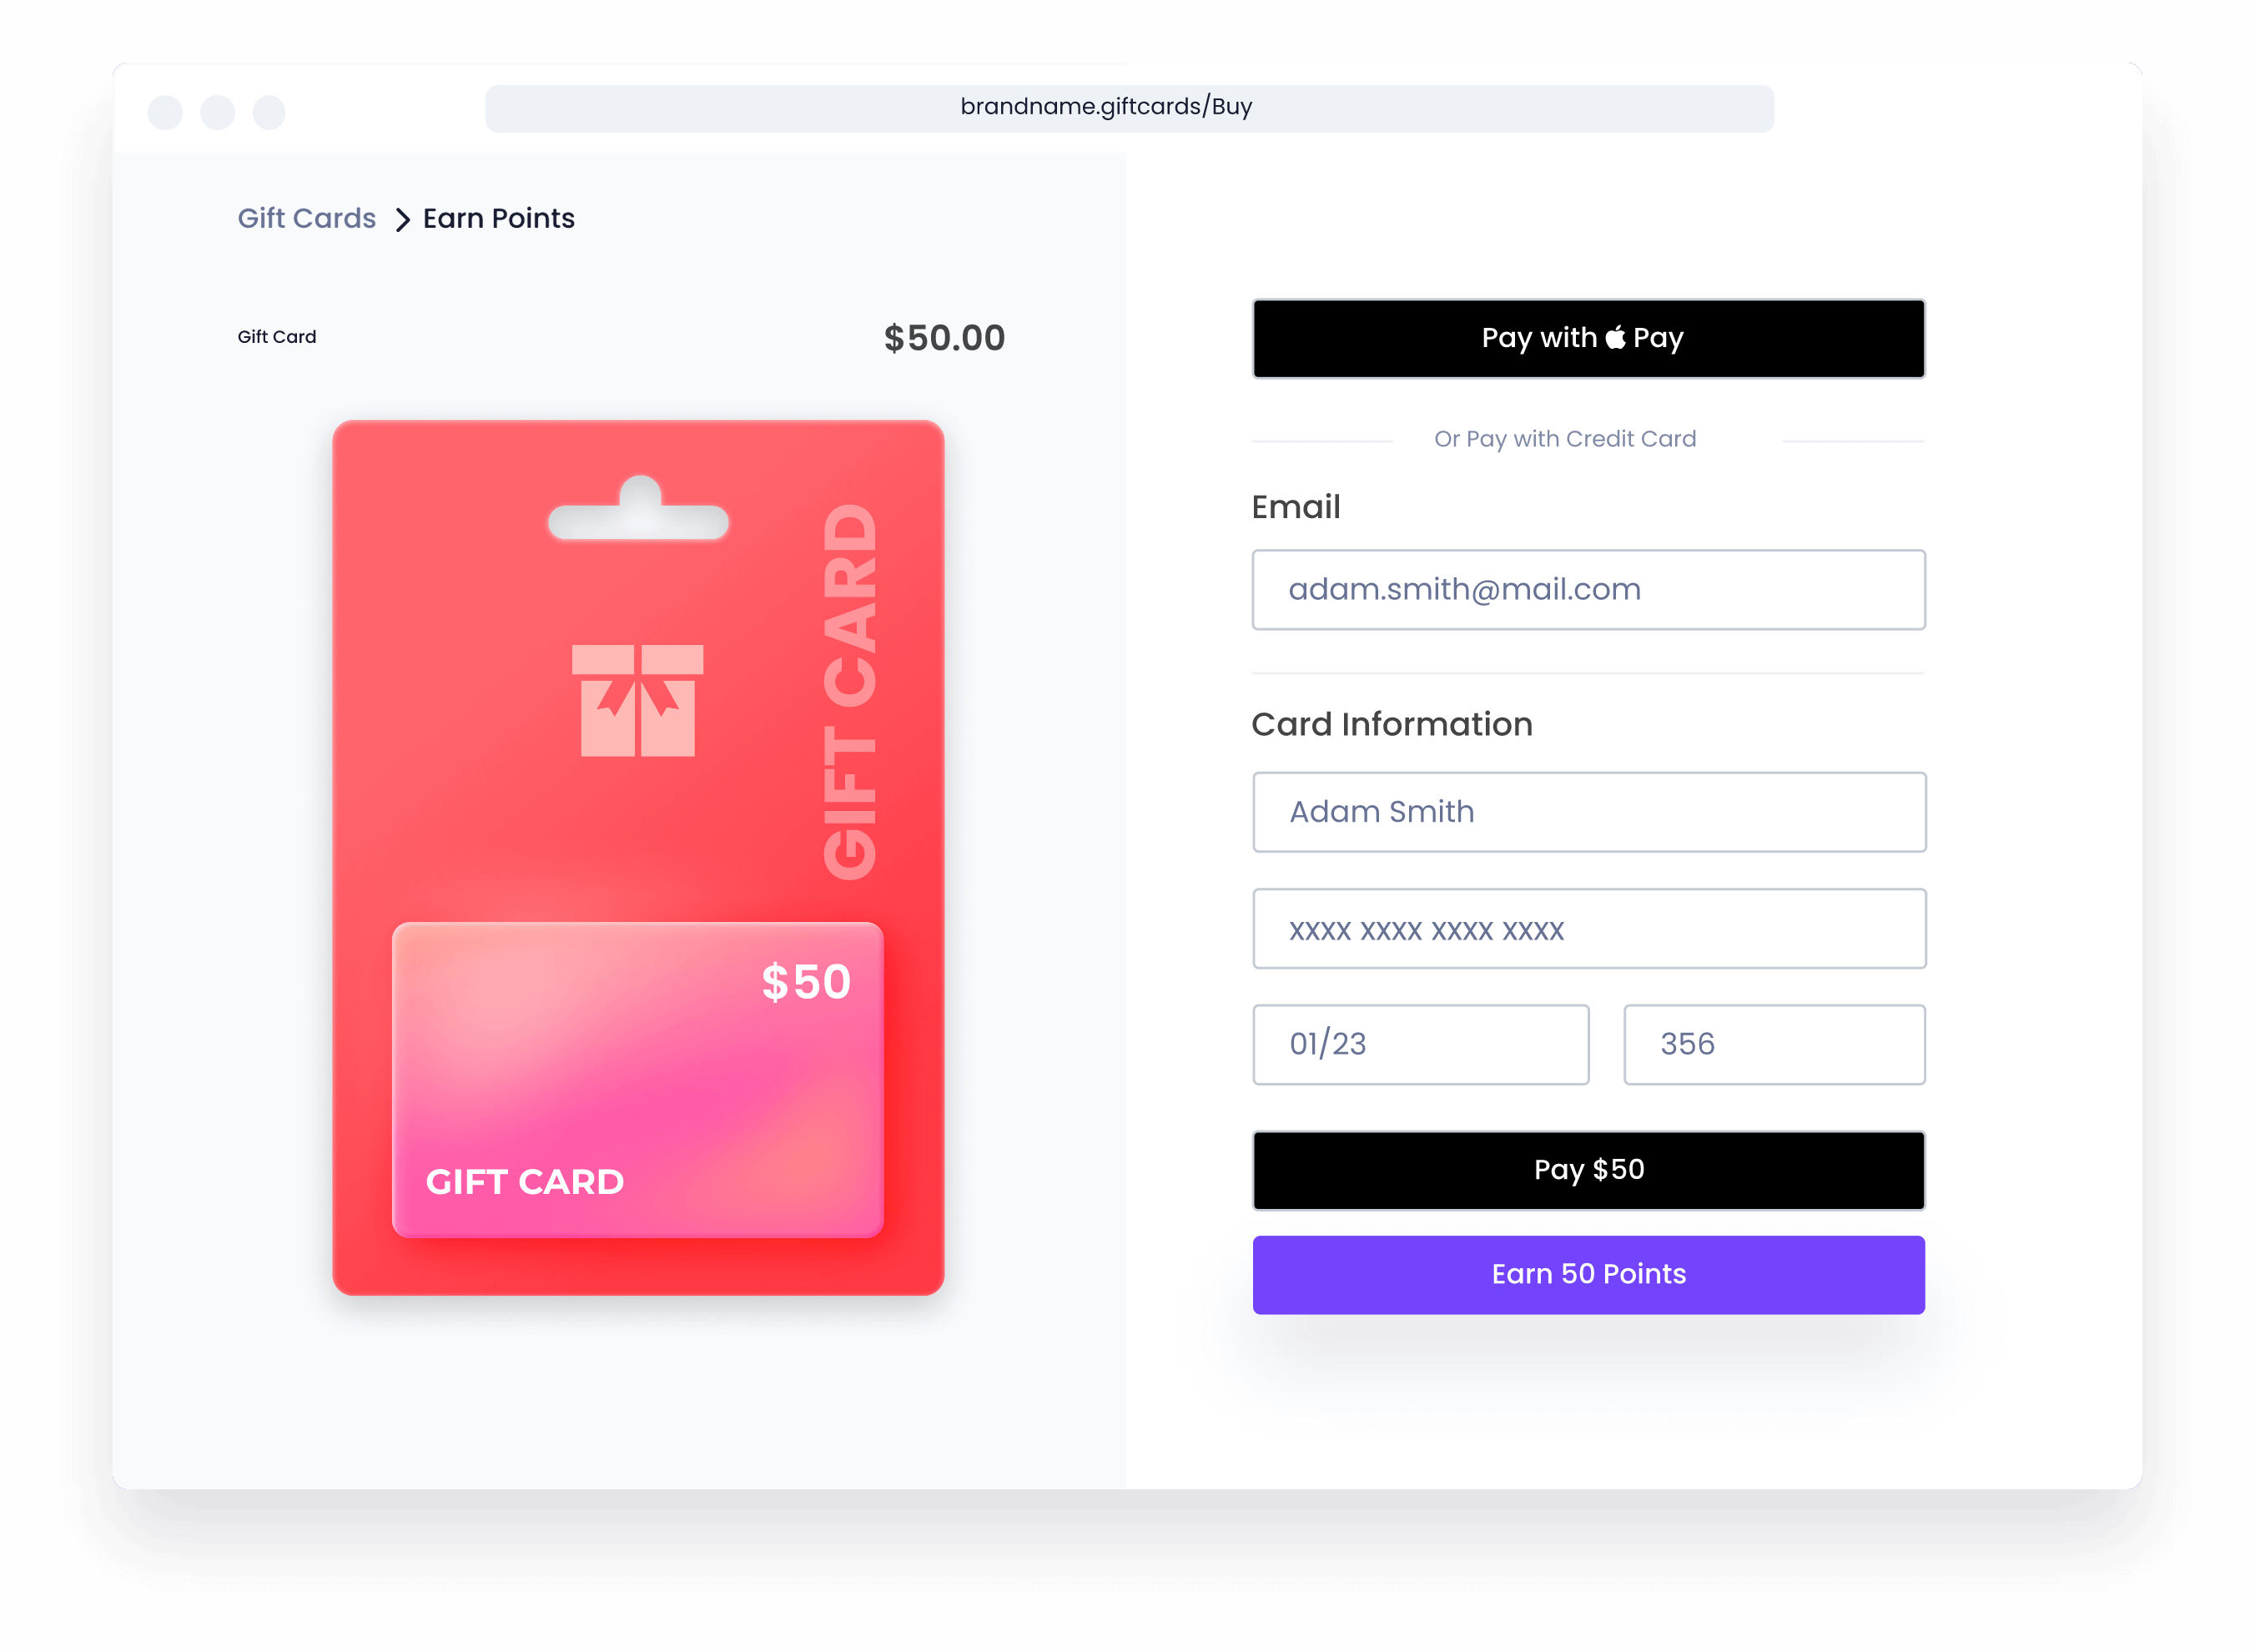 brandname.giftcards/Buy
Gift Cards > Earn Points
Gift Card
$50.00
GIFT CARD
$50
GIFT CARD
Pay with Pay
Or Pay with Credit Card
Email
adam.smith@mail.com
Card Information
Adam Smith
xxxx xxxx xxxx xxxx
01/23
356
Pay $50
Earn 50 Points